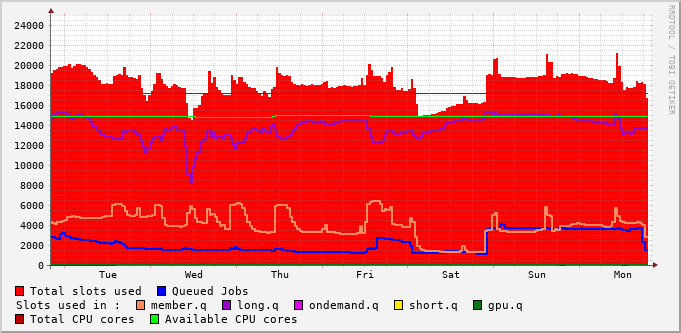 RRDTOOL / TOBI OETIKER
24000
22000
20000
18000
16000
14000
12000
10000
8000
6000
4000
2000
0
Tue Wed Thu Fri Sat Sun Mon
Total slots used Queued Jobs
Slots used in : member.q long.q ondemand.q short.q gpu.q
Total CPU cores Available CPU cores